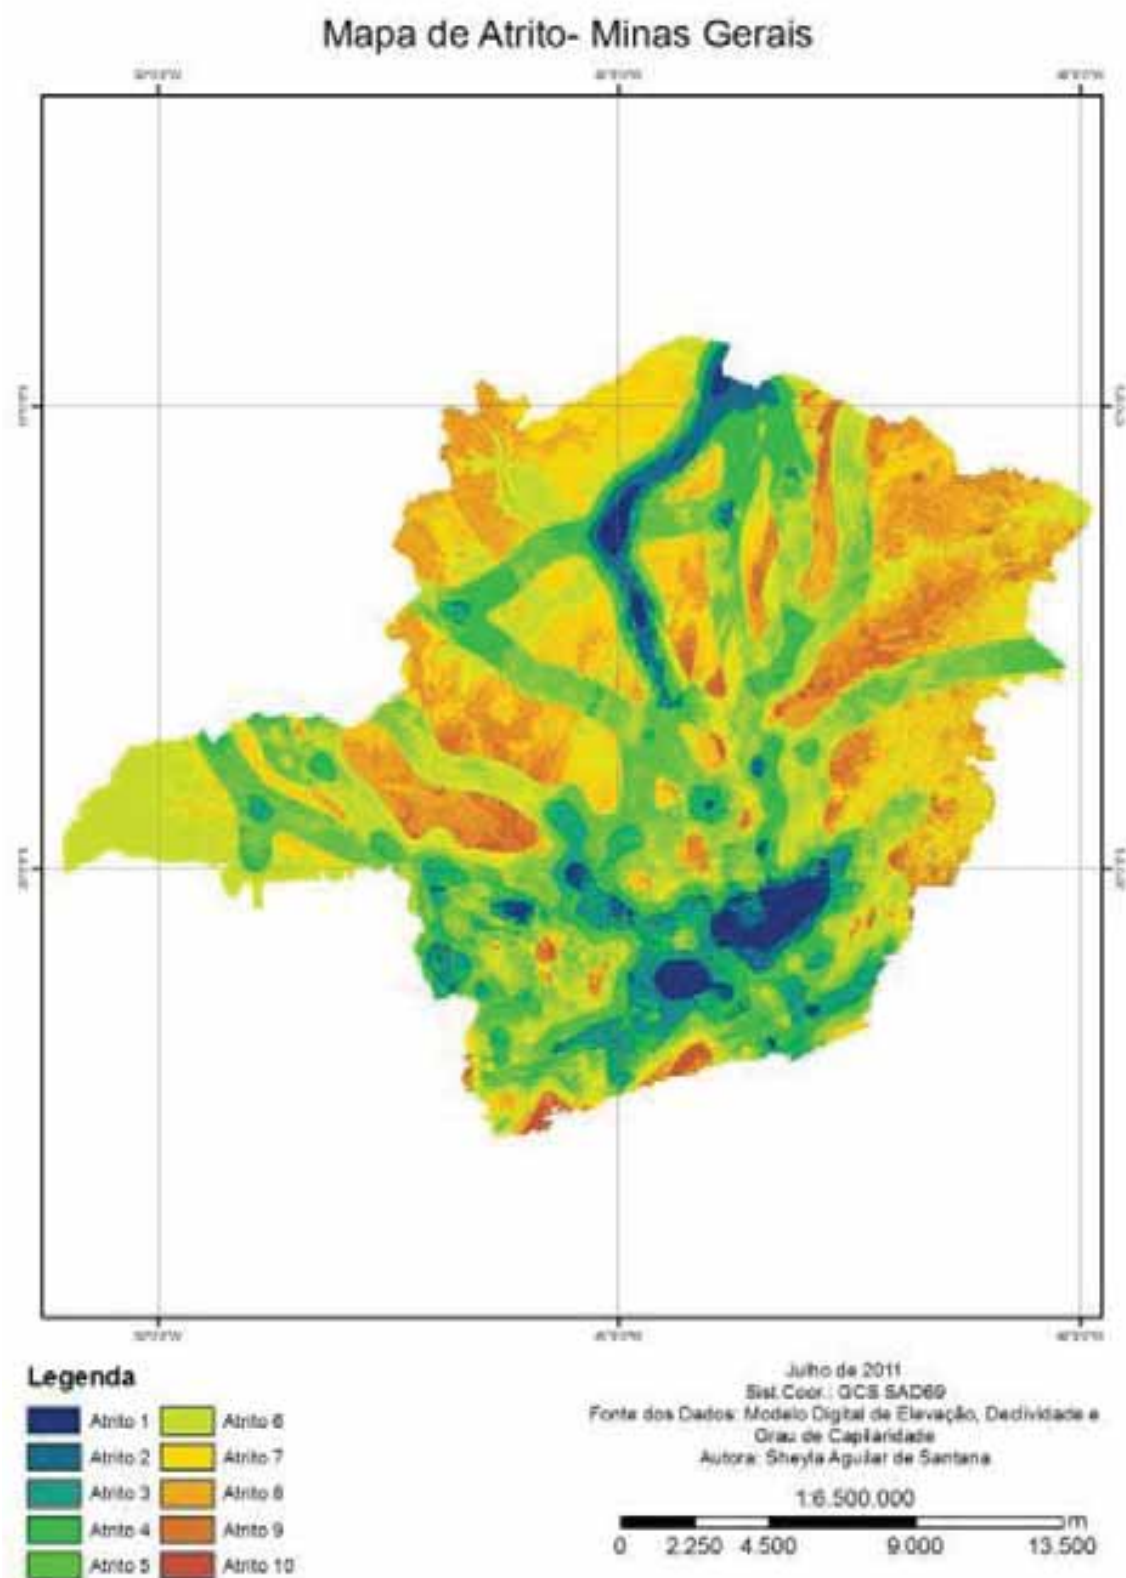 Mapa de Atrito- Minas Gerais
Legenda
Atrito 1
Atrito 2
Atrito 3
Atrito 4
Atrito 5
Atrito 6
Atrito 7
Atrito 8
Atrito 9
Atrito 10
Julho de 2011
Sist.Coor.: GCS SAD69
Fonte dos Dados: Modelo Digital de Elevação, Declividade e
Grau de Capilaridade
Autora: Sheyla Aguilar de Santana
1:6.500.000
m
0 2.250 4.500 9.000 13.500